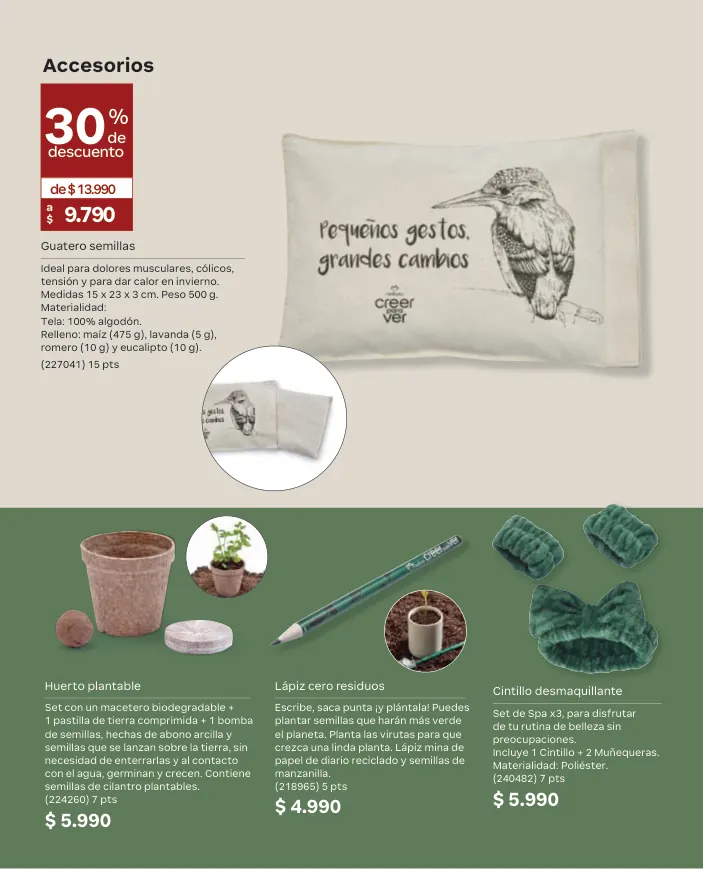 Accesorios
30%
de
descuento
de $ 13.990
a $ 9.790
Guatero semillas
Ideal para dolores musculares, cólicos,
tensión y para dar calor en invierno.
Medidas 15 x 23 x 3 cm. Peso 500 g.
Materialidad:
Tela: 100% algodón.
Relleno: maíz (475 g), lavanda (5 g),
romero (10 g) y eucalipto (10 g).
(227041) 15 pts
Pequeños gestos,
grandes cambios
natura
creer
para
ver
s gestos
s cambios
creer
ver
Huerto plantable
Set con un macetero biodegradable +
1 pastilla de tierra comprimida + 1 bomba
de semillas, hechas de abono arcilla y
semillas que se lanzan sobre la tierra, sin
necesidad de enterrarlas y al contacto
con el agua, germinan y crecen. Contiene
semillas de cilantro plantables.
(224260) 7 pts
$ 5.990
Lápiz cero residuos
Escribe, saca punta ¡y plántala! Puedes
plantar semillas que harán más verde
el planeta. Planta las virutas para que
crezca una linda planta. Lápiz mina de
papel de diario reciclado y semillas de
manzanilla.
(218965) 5 pts
$ 4.990
Cintillo desmaquillante
Set de Spa x3, para disfrutar
de tu rutina de belleza sin
preocupaciones.
Incluye 1 Cintillo + 2 Muñequeras.
Materialidad: Poliéster.
(240482) 7 pts
$ 5.990